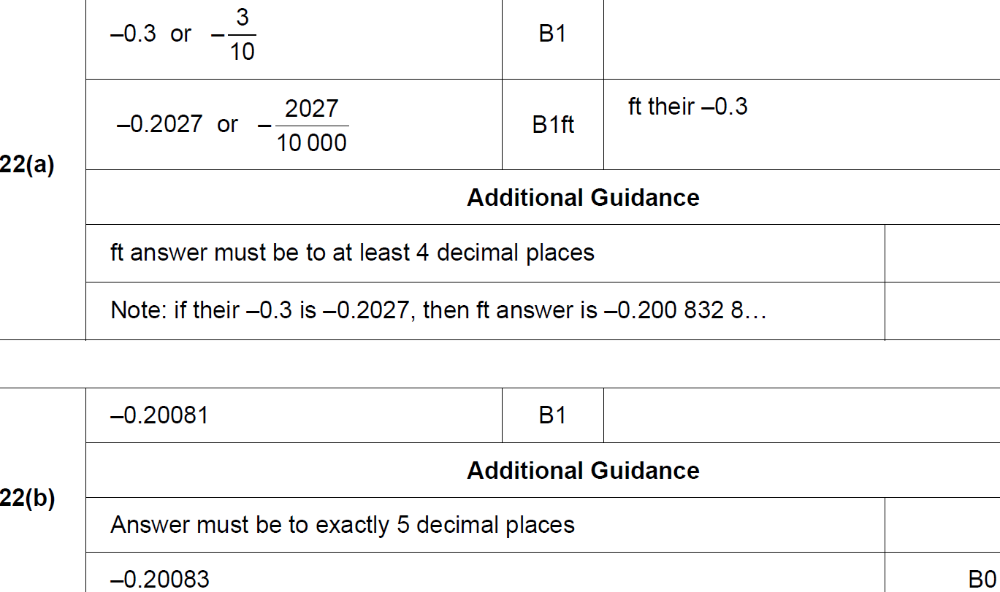 –0.3 or –3/10 B1
–0.2027 or –2027/10 000 B1ft ft their –0.3
22(a)
Additional Guidance
ft answer must be to at least 4 decimal places
Note: if their –0.3 is –0.2027, then ft answer is –0.200 832 8…
–0.20081 B1
Additional Guidance
22(b)
Answer must be to exactly 5 decimal places
–0.20083 B0